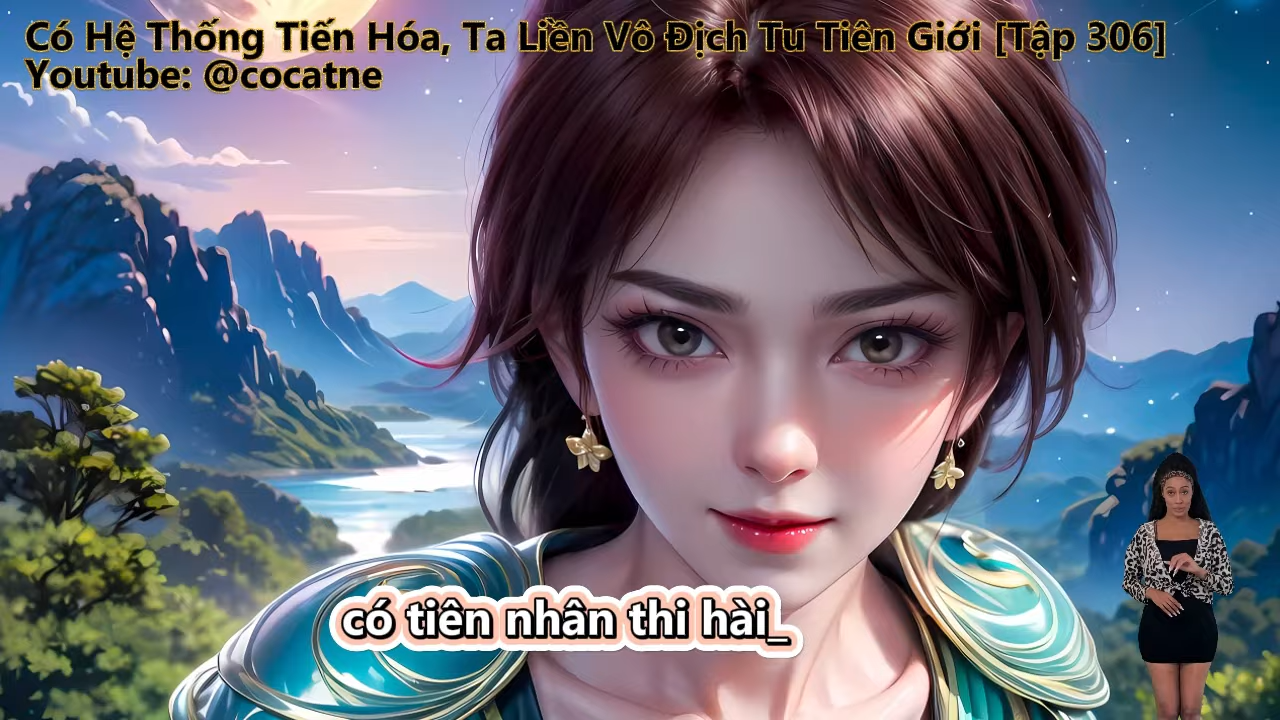 Có Hệ Thống Tiến Hóa, Ta Liền Vô Địch Tu Tiên Giới [Tập 306]
Youtube: @cocatne
có tiên nhân thi hài_